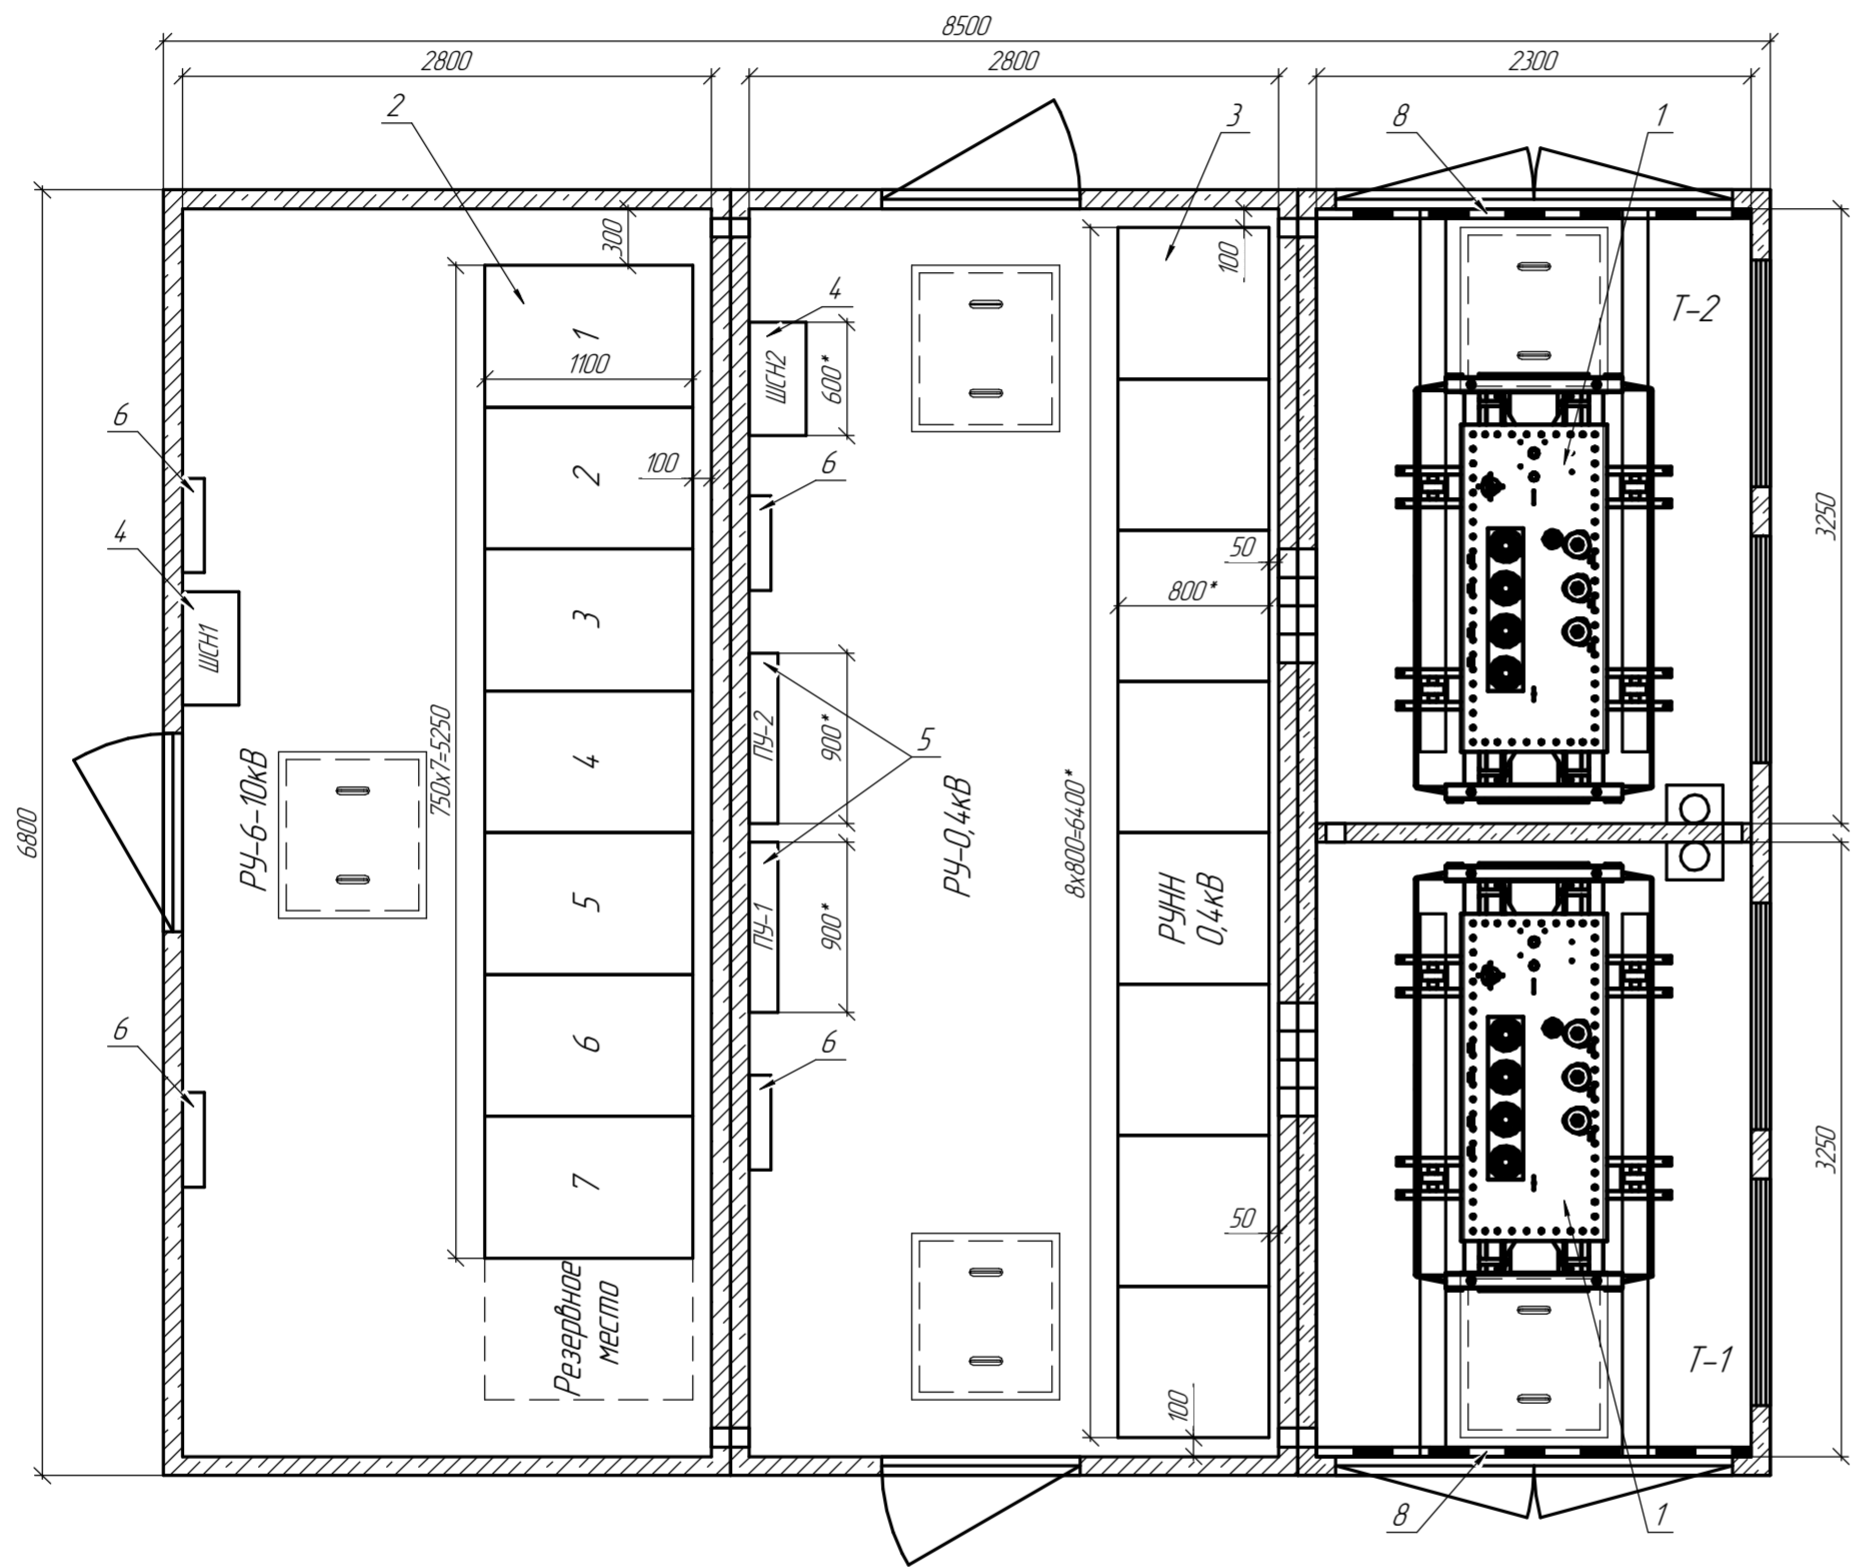 8500
2800
2800
2300
2
3
8
1
300
100
4
Т-2
1
1100
ШСН2
600*
6
2
100
6
4
50
3250
3
800*
ШСН1
РУ-6-10кВ
750х7=5250
4
ПУ-2
900*
5
8х800=6400*
6800
РУ-0,4кВ
5
ПУ-1
900*
РУНН
0,4кВ
6
6
6
3250
7
50
Резервное
место
Т-1
100
8
1